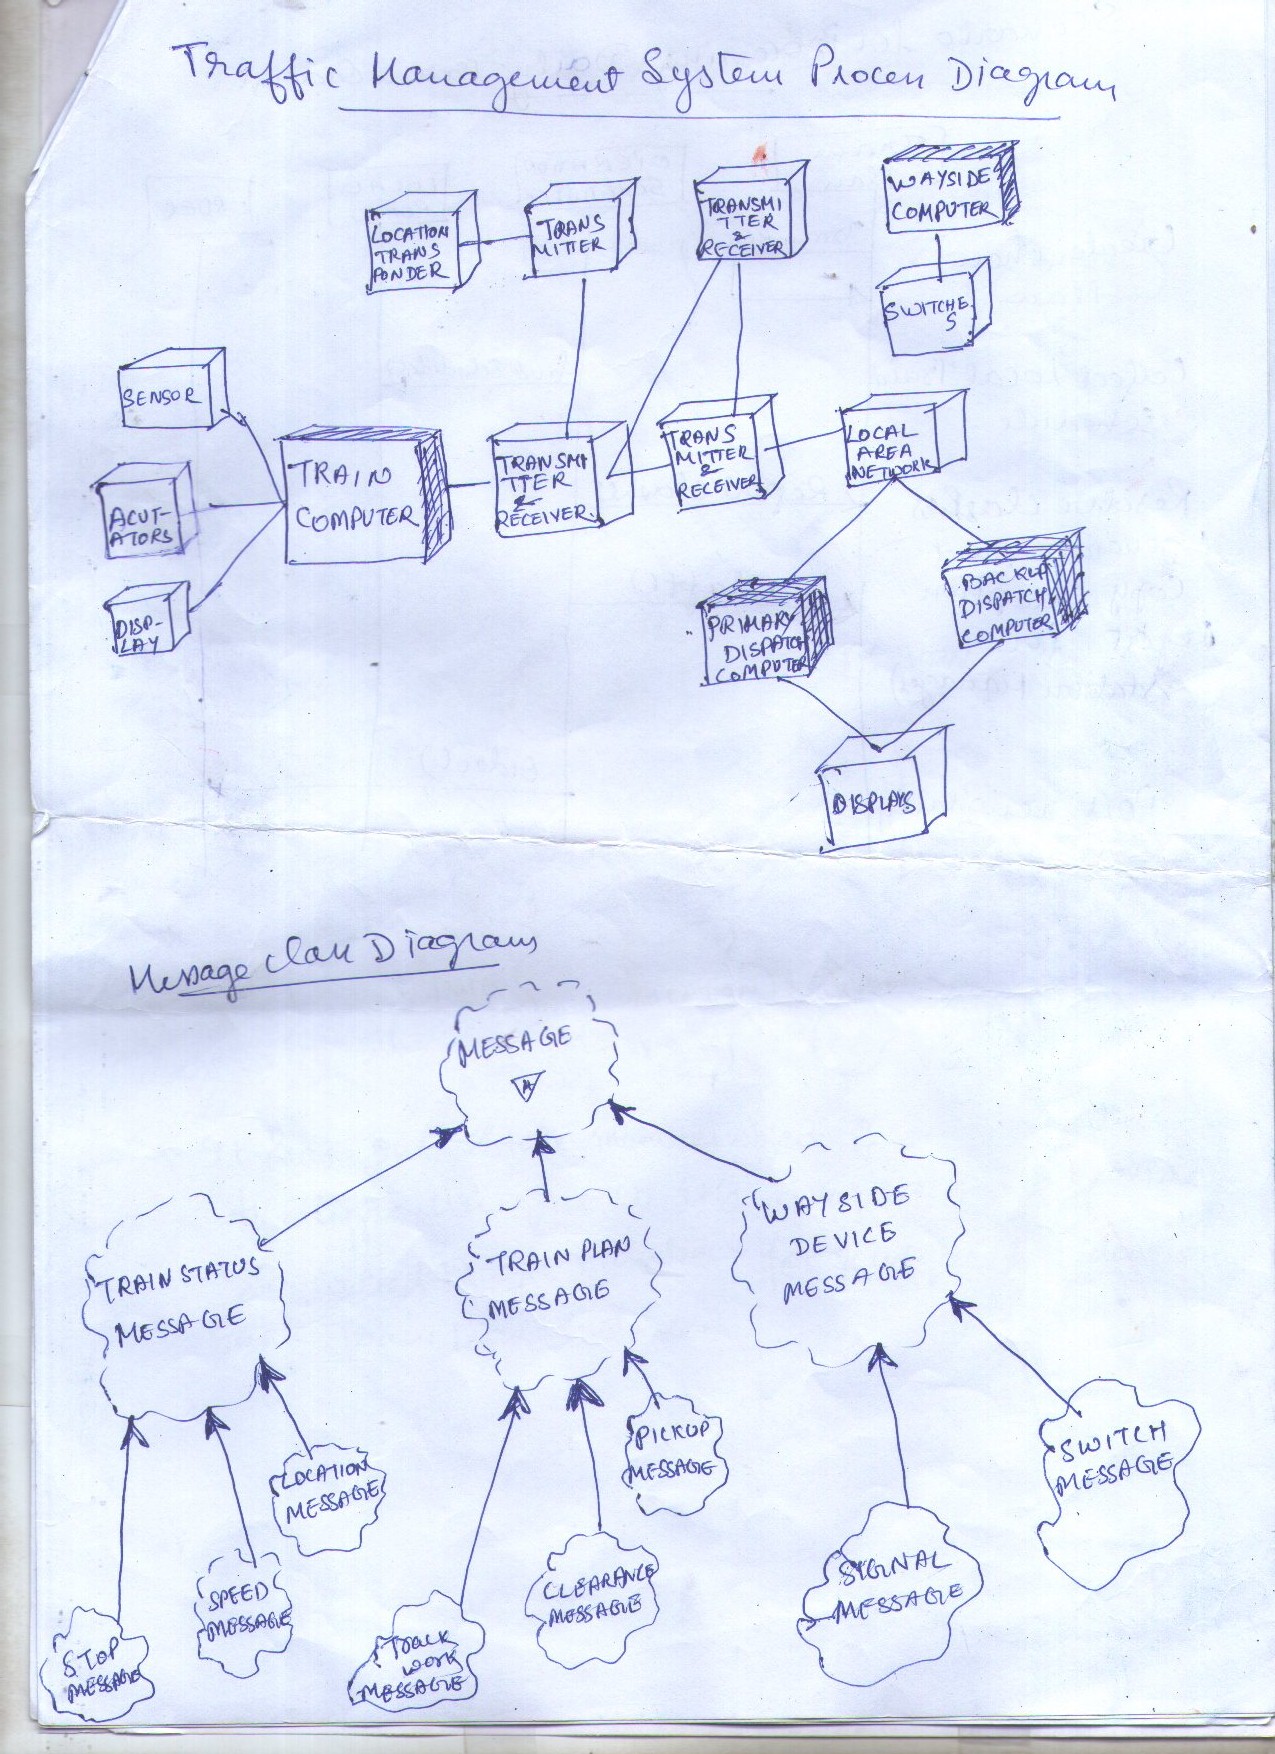 Traffic Management System Process Diagram
LOCATION
TRANS
PONDER
TRANS
MITTER
TRANSMI
TTER
&
RECEIVER
WAYSIDE
COMPUTER
SWITCHE
S
SENSOR
ACUT-
ATORS
DISP-
LAY
TRAIN
COMPUTER
TRANSMI
TTER
&
RECEIVER
TRANS
MITTER
&
RECEIVER
LOCAL
AREA
NETWORK
PRIMARY
DISPATCH
COMPUTER
BACKUP
DISPATCH
COMPUTER
DISPLAYS
Message Class Diagram
MESSAGE
A
TRAIN STATUS
MESSAGE
TRAIN PLAN
MESSAGE
WAYSIDE
DEVICE
MESSAGE
LOCATION
MESSAGE
PICKUP
MESSAGE
SWITCH
MESSAGE
STOP
MESSAGE
SPEED
MESSAGE
TRACK
WORK
MESSAGE
CLEARANCE
MESSAGE
SIGNAL
MESSAGE